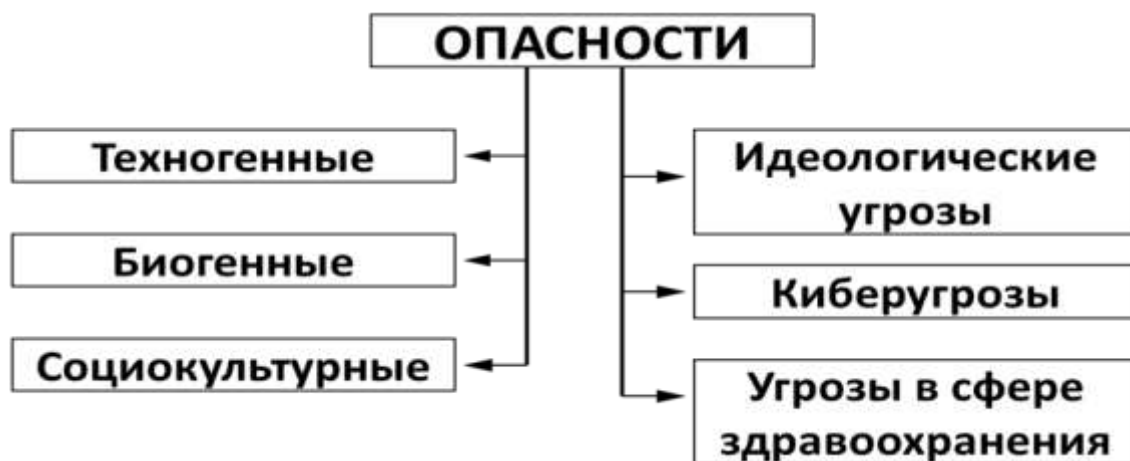 ОПАСНОСТИ
Техногенные
Биогенные
Социокультурные
Идеологические
угрозы
Киберугрозы
Угрозы в сфере
здравоохранения